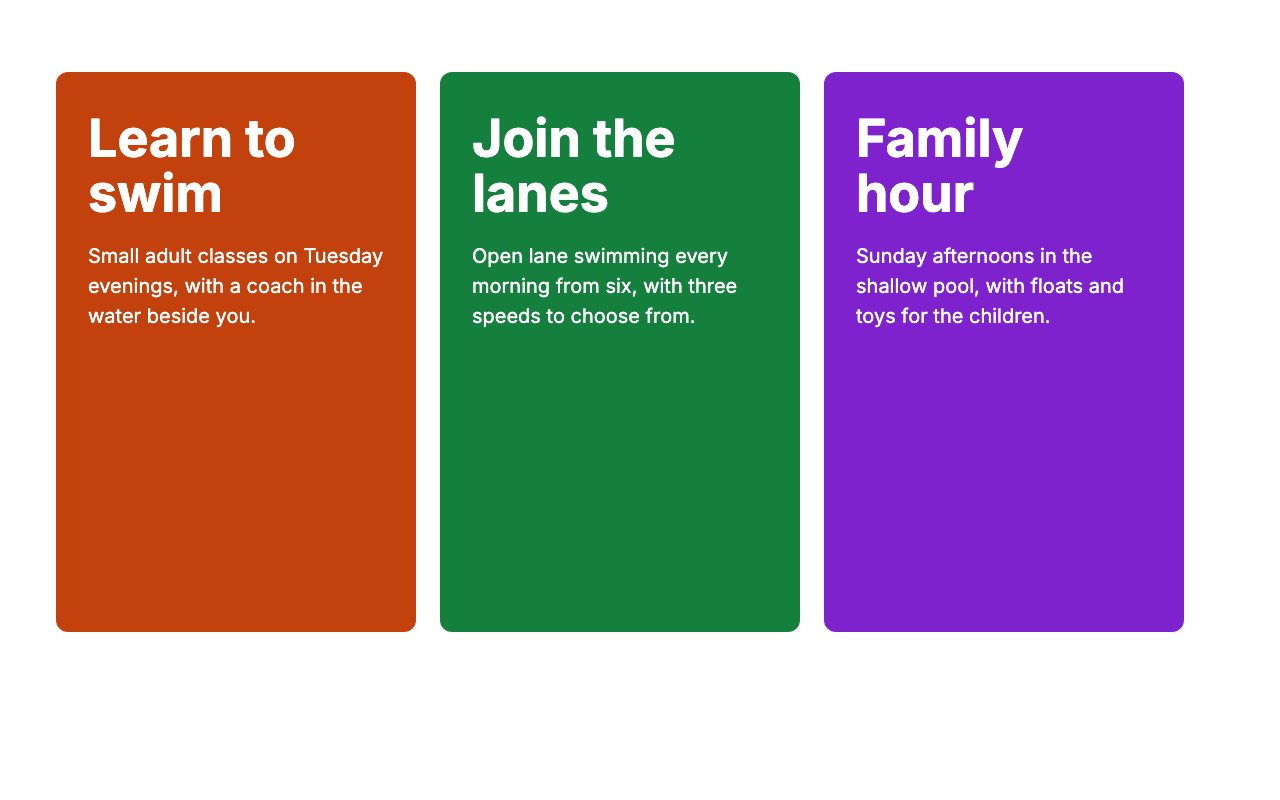 Learn to
swim
Small adult classes on Tuesday
evenings, with a coach in the
water beside you.
Join the
lanes
Open lane swimming every
morning from six, with three
speeds to choose from.
Family
hour
Sunday afternoons in the
shallow pool, with floats and
toys for the children.